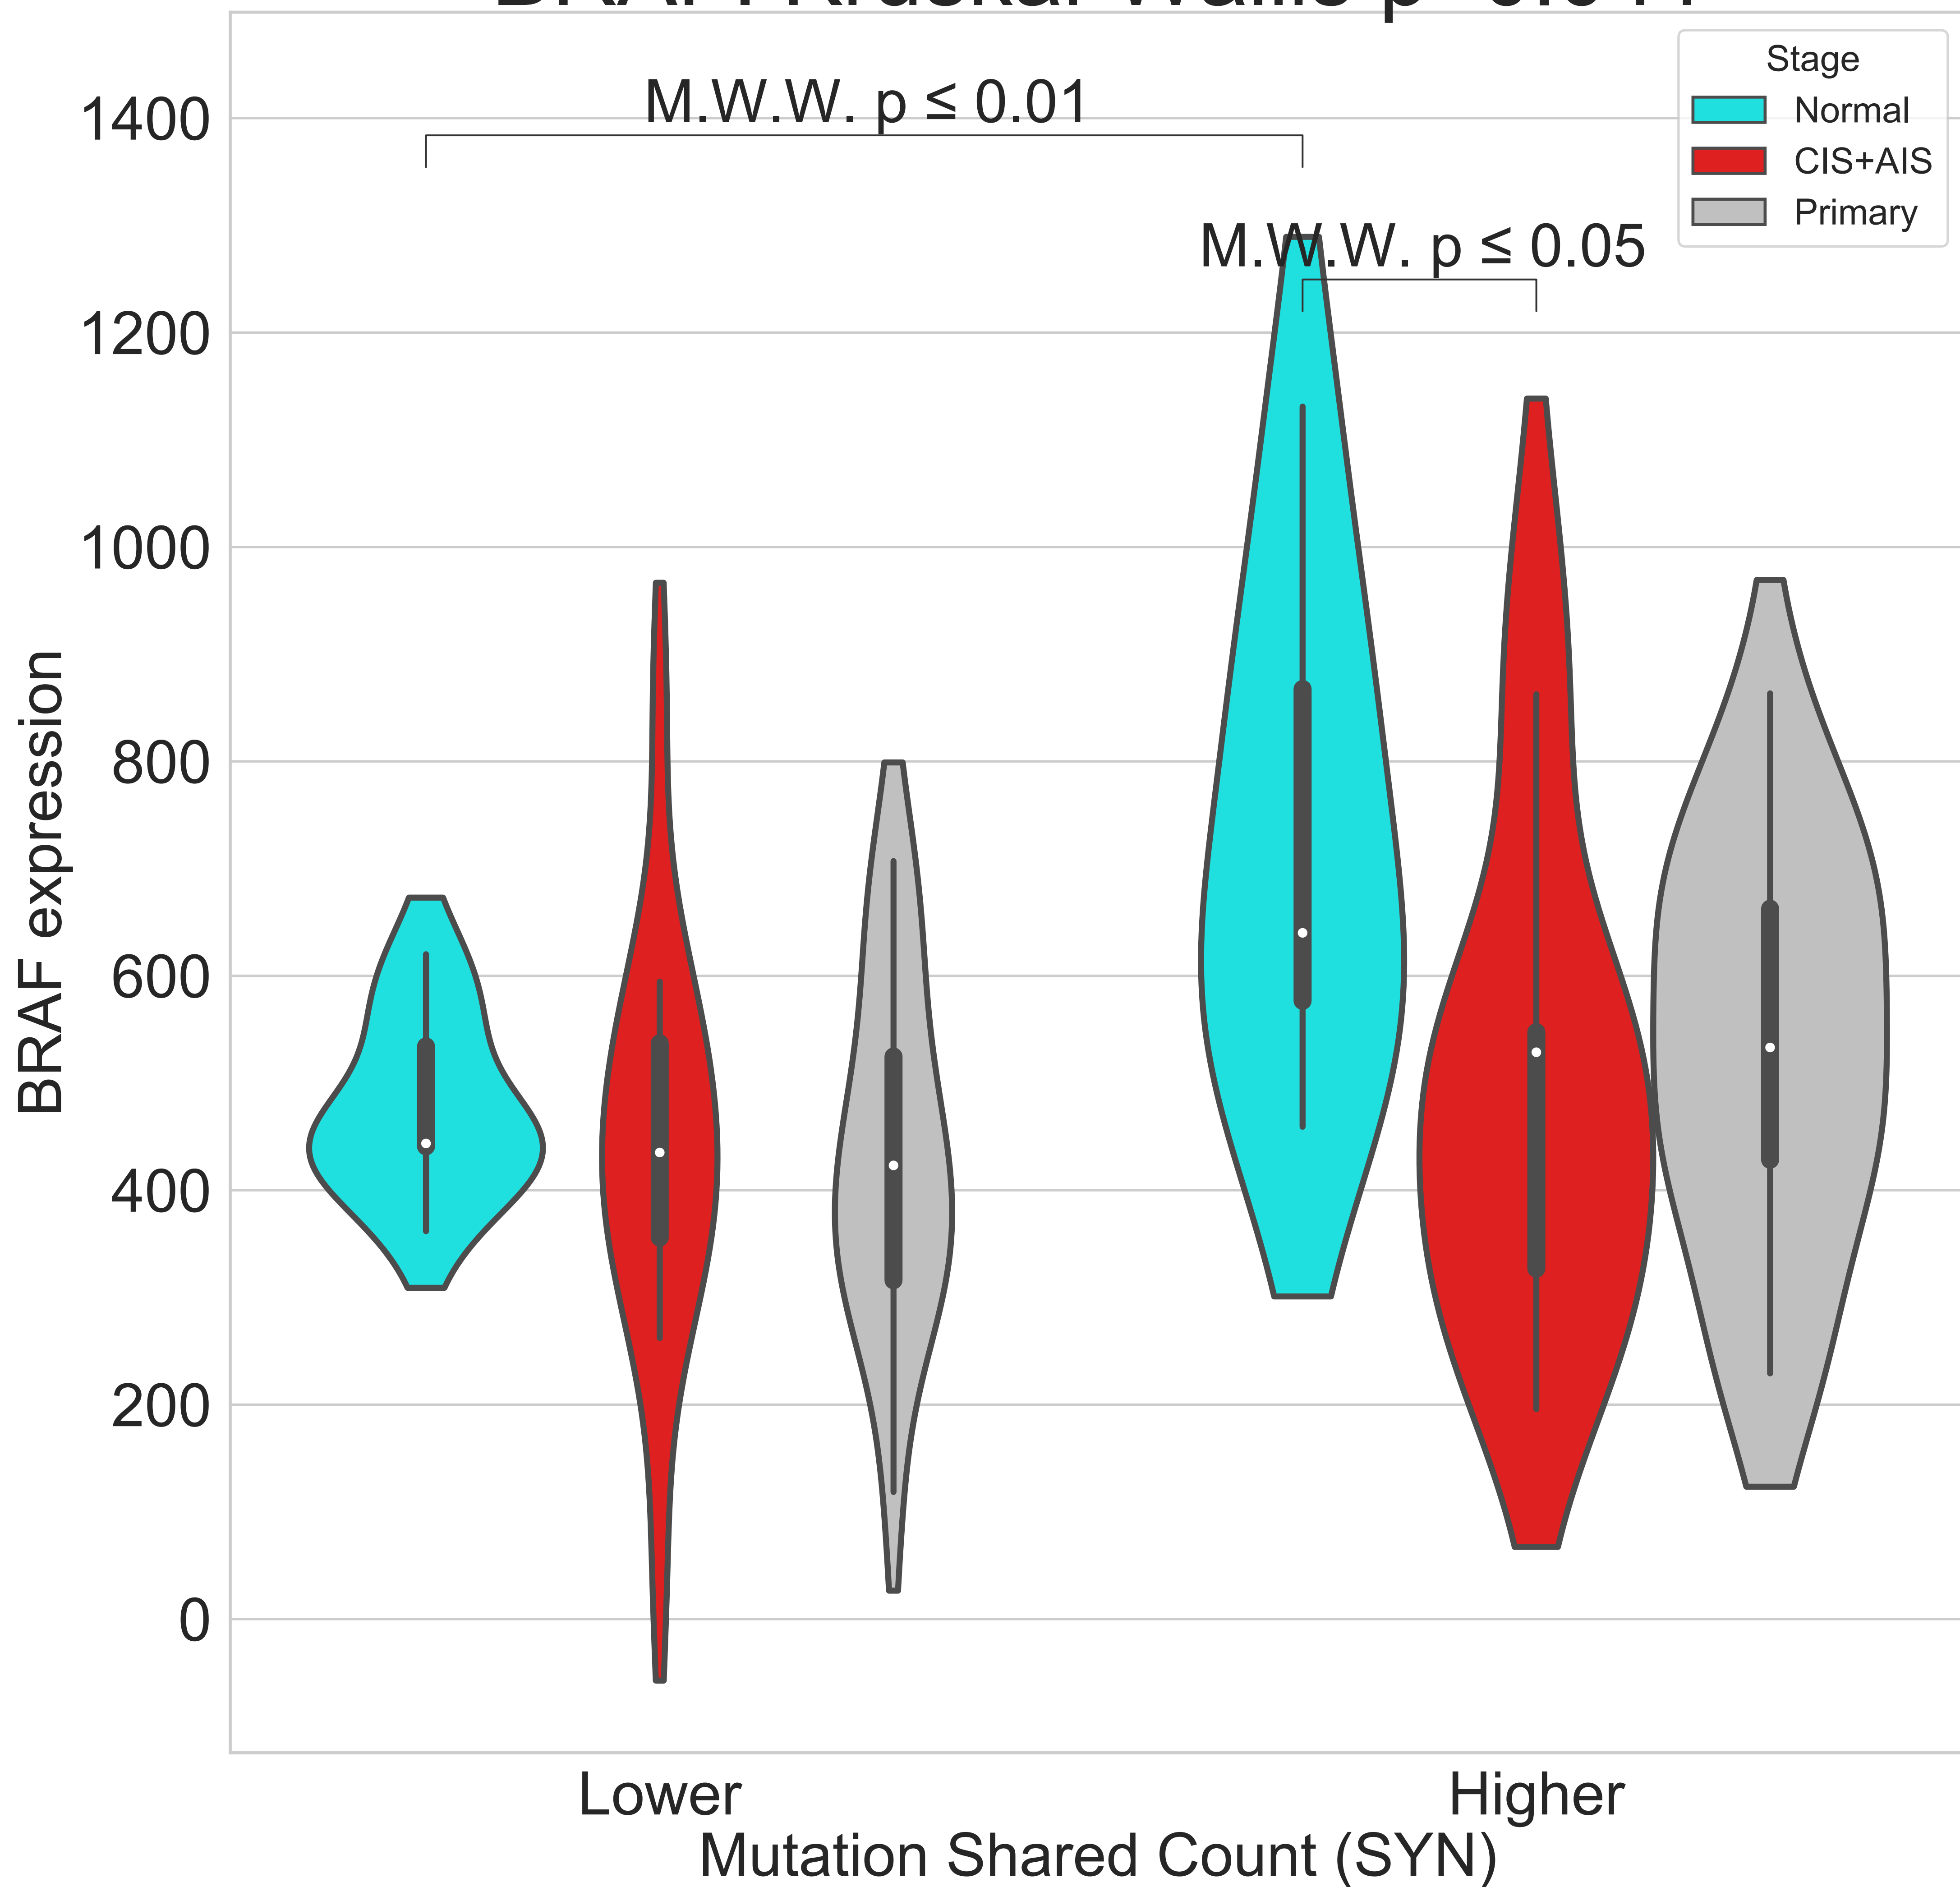 Stage
Normal
CIS+AIS
Primary
M.W.W. p ≤ 0.01
M.W.W. p ≤ 0.05
1400
1200
1000
800
600
400
200
0
BRAF expression
Lower
Higher
Mutation Shared Count (SYN)